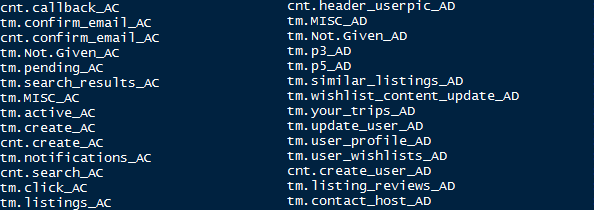 cnt.callback_AC
tm.confirm_email_AC
cnt.confirm_email_AC
tm.Not.Given_AC
tm.pending_AC
tm.search_results_AC
tm.MISC_AC
tm.active_AC
tm.create_AC
cnt.create_AC
tm.notifications_AC
cnt.search_AC
tm.click_AC
tm.listings_AC
cnt.header_userpic_AD
tm.MISC_AD
tm.Not.Given_AD
tm.p3_AD
tm.p5_AD
tm.similar_listings_AD
tm.wishlist_content_update_AD
tm.your_trips_AD
tm.update_user_AD
tm.user_profile_AD
tm.user_wishlists_AD
cnt.create_user_AD
tm.listing_reviews_AD
tm.contact_host_AD